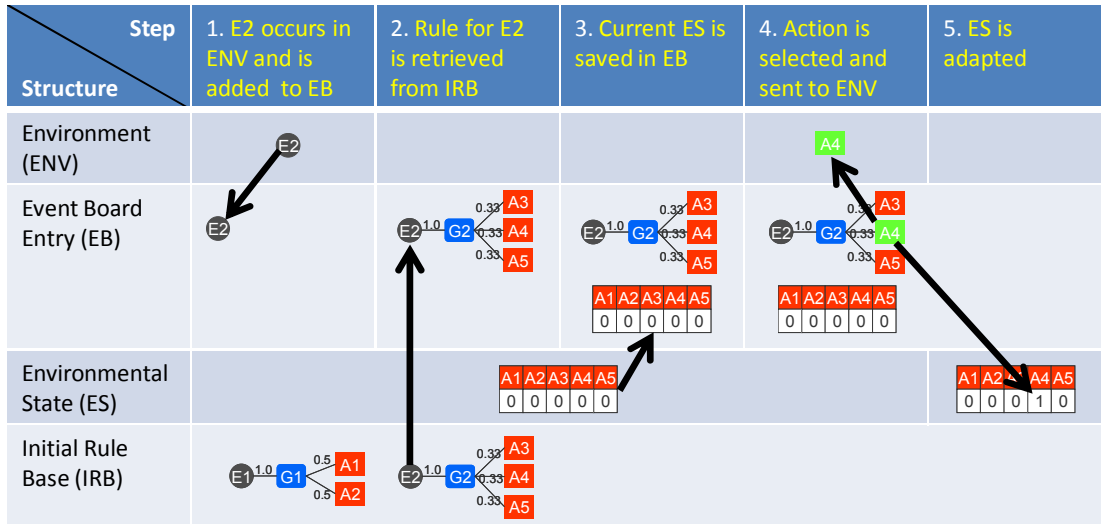 Step
Structure
1. E2 occurs in
ENV and is
added to EB
2. Rule for E2
is retrieved
from IRB
3. Current ES is
saved in EB
4. Action is
selected and
sent to ENV
5. ES is
adapted
Environment
(ENV)
E2
A4
Event Board
Entry (EB)
E2
E2 1.0 G2
0.33 A3
0.33 A4
0.33 A5
E2 1.0 G2
0.33 A3
0.33 A4
0.33 A5
A1 A2 A3 A4 A5
0 0 0 0 0
E2 1.0 G2
0.33 A3
0.33 A4
0.33 A5
A1 A2 A3 A4 A5
0 0 0 0 0
Environmental
State (ES)
A1 A2 A3 A4 A5
0 0 0 0 0
A1 A2 A4 A5
0 0 0 1 0
Initial Rule
Base (IRB)
E1 1.0 G1
0.5 A1
0.5 A2
E2 1.0 G2
0.33 A3
0.33 A4
0.33 A5